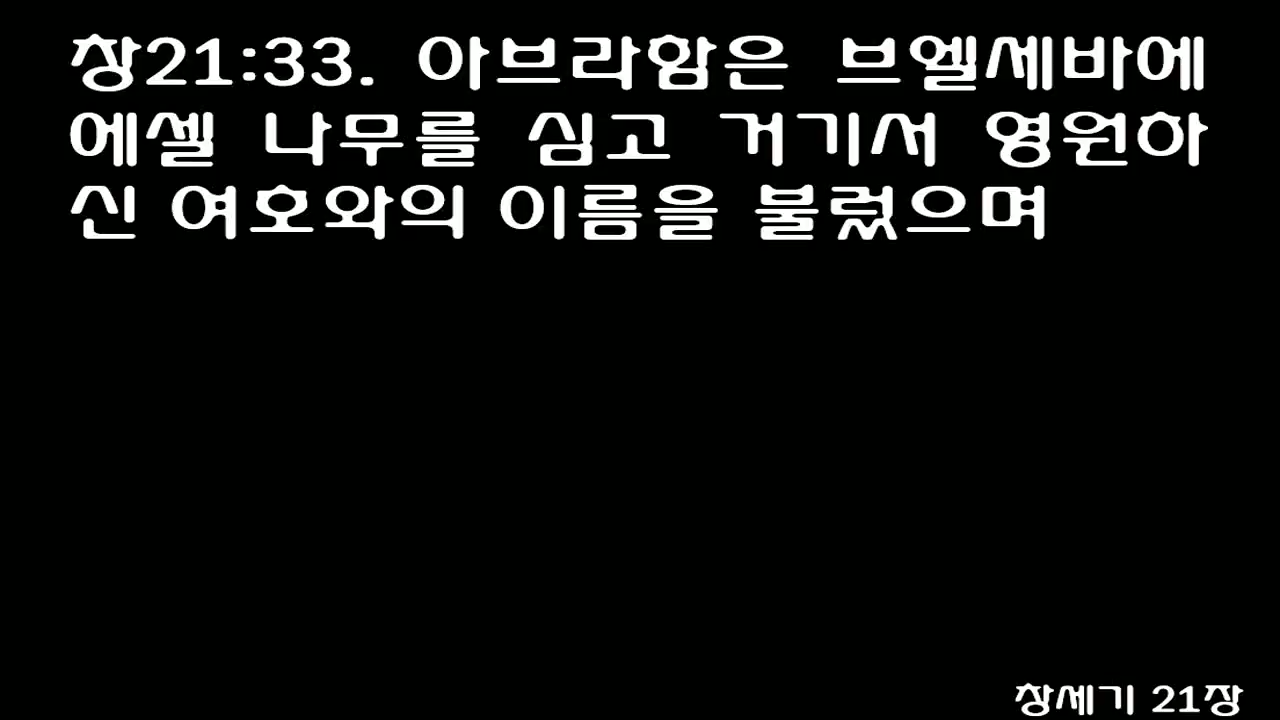 창21:33. 아브라함은 브엘세바에
에셀 나무를 심고 거기서 영원하
신 여호와의 이름을 불렀으며
창세기 21장